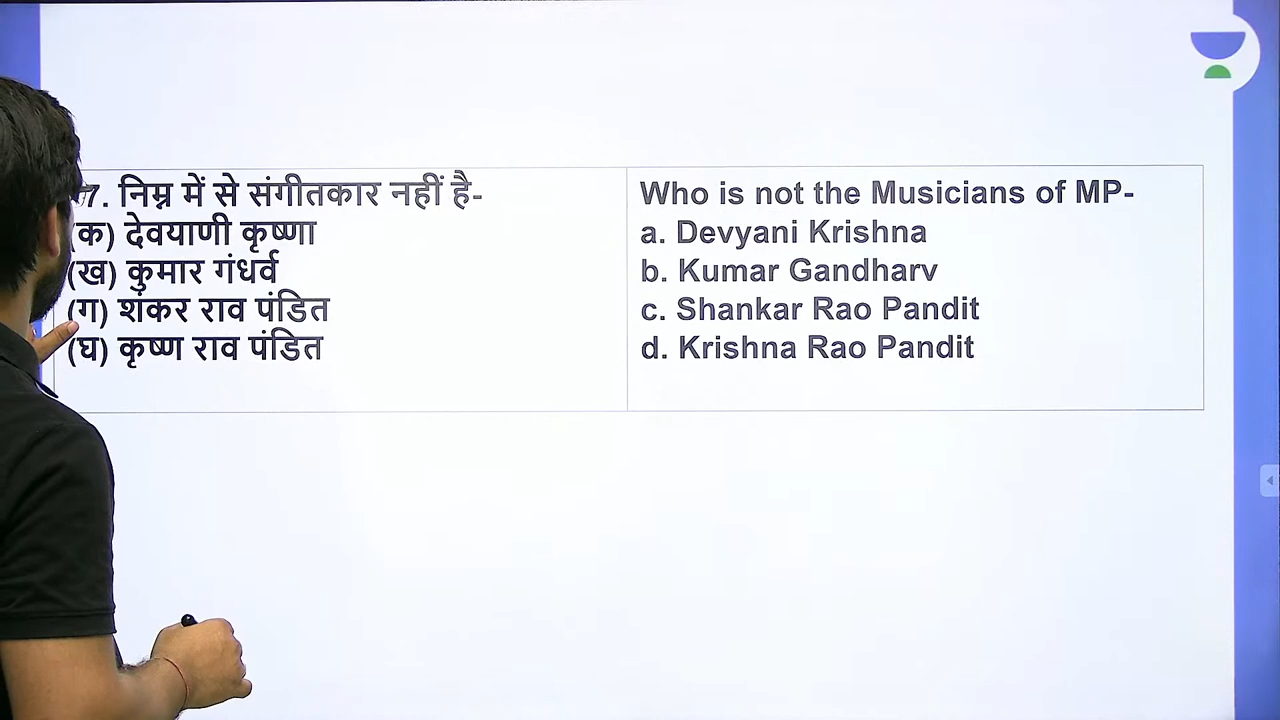 7. निम्न में से संगीतकार नहीं है-
(क) देवयाणी कृष्णा
(ख) कुमार गंधर्व
(ग) शंकर राव पंडित
(घ) कृष्ण राव पंडित
Who is not the Musicians of MP-
a. Devyani Krishna
b. Kumar Gandharv
c. Shankar Rao Pandit
d. Krishna Rao Pandit